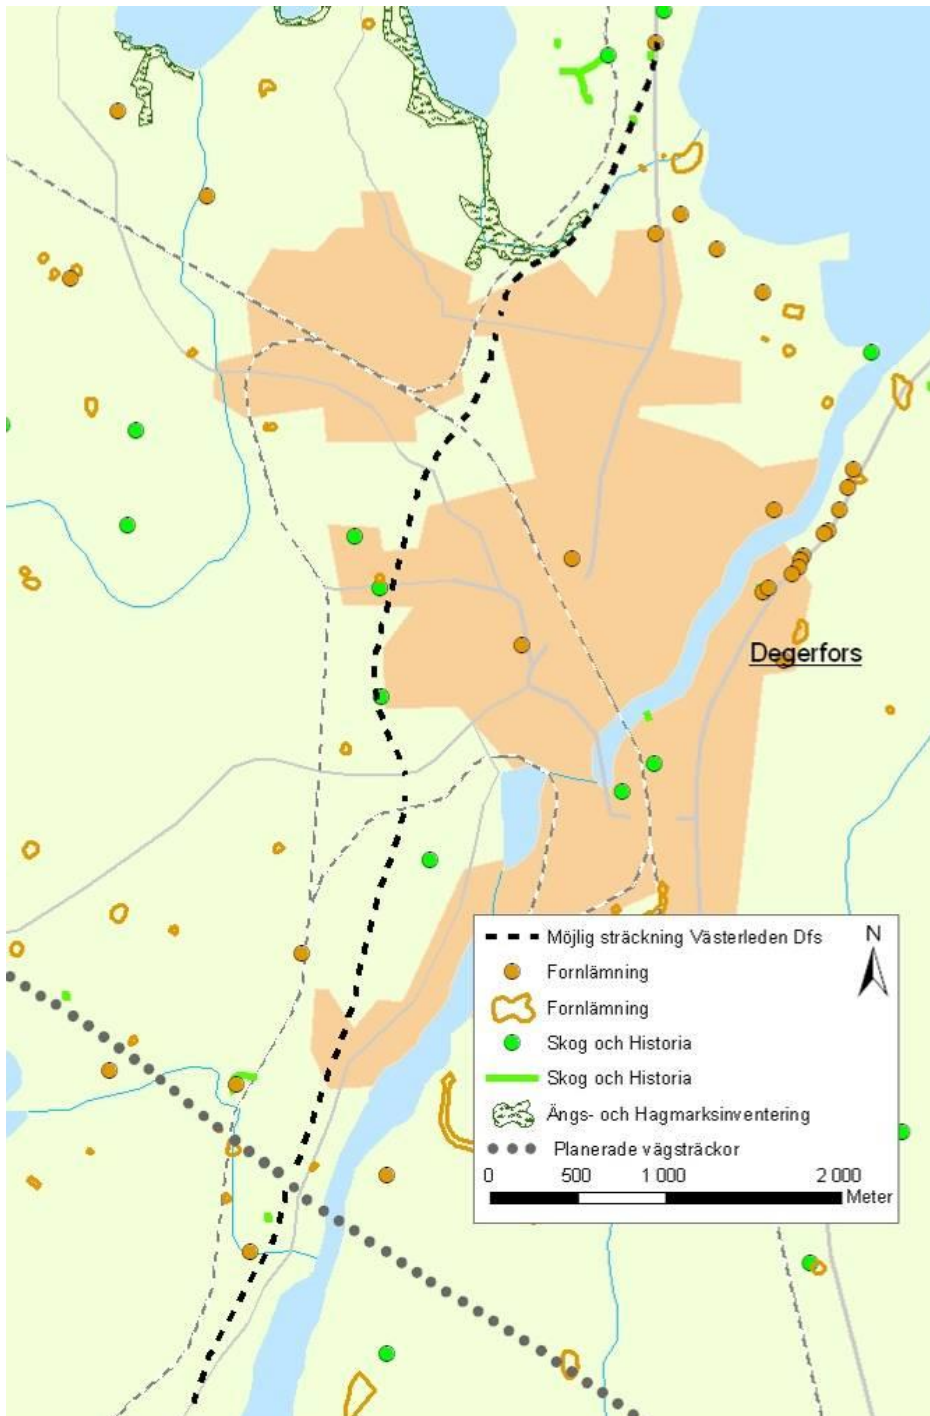 Degerfors
Möjlig sträckning Västerleden Dfs
N
Fornlämning
Fornlämning
Skog och Historia
Skog och Historia
Ängs- och Hagmarksinventering
Planerade vägsträckor
0 500 1 000 2 000
Meter